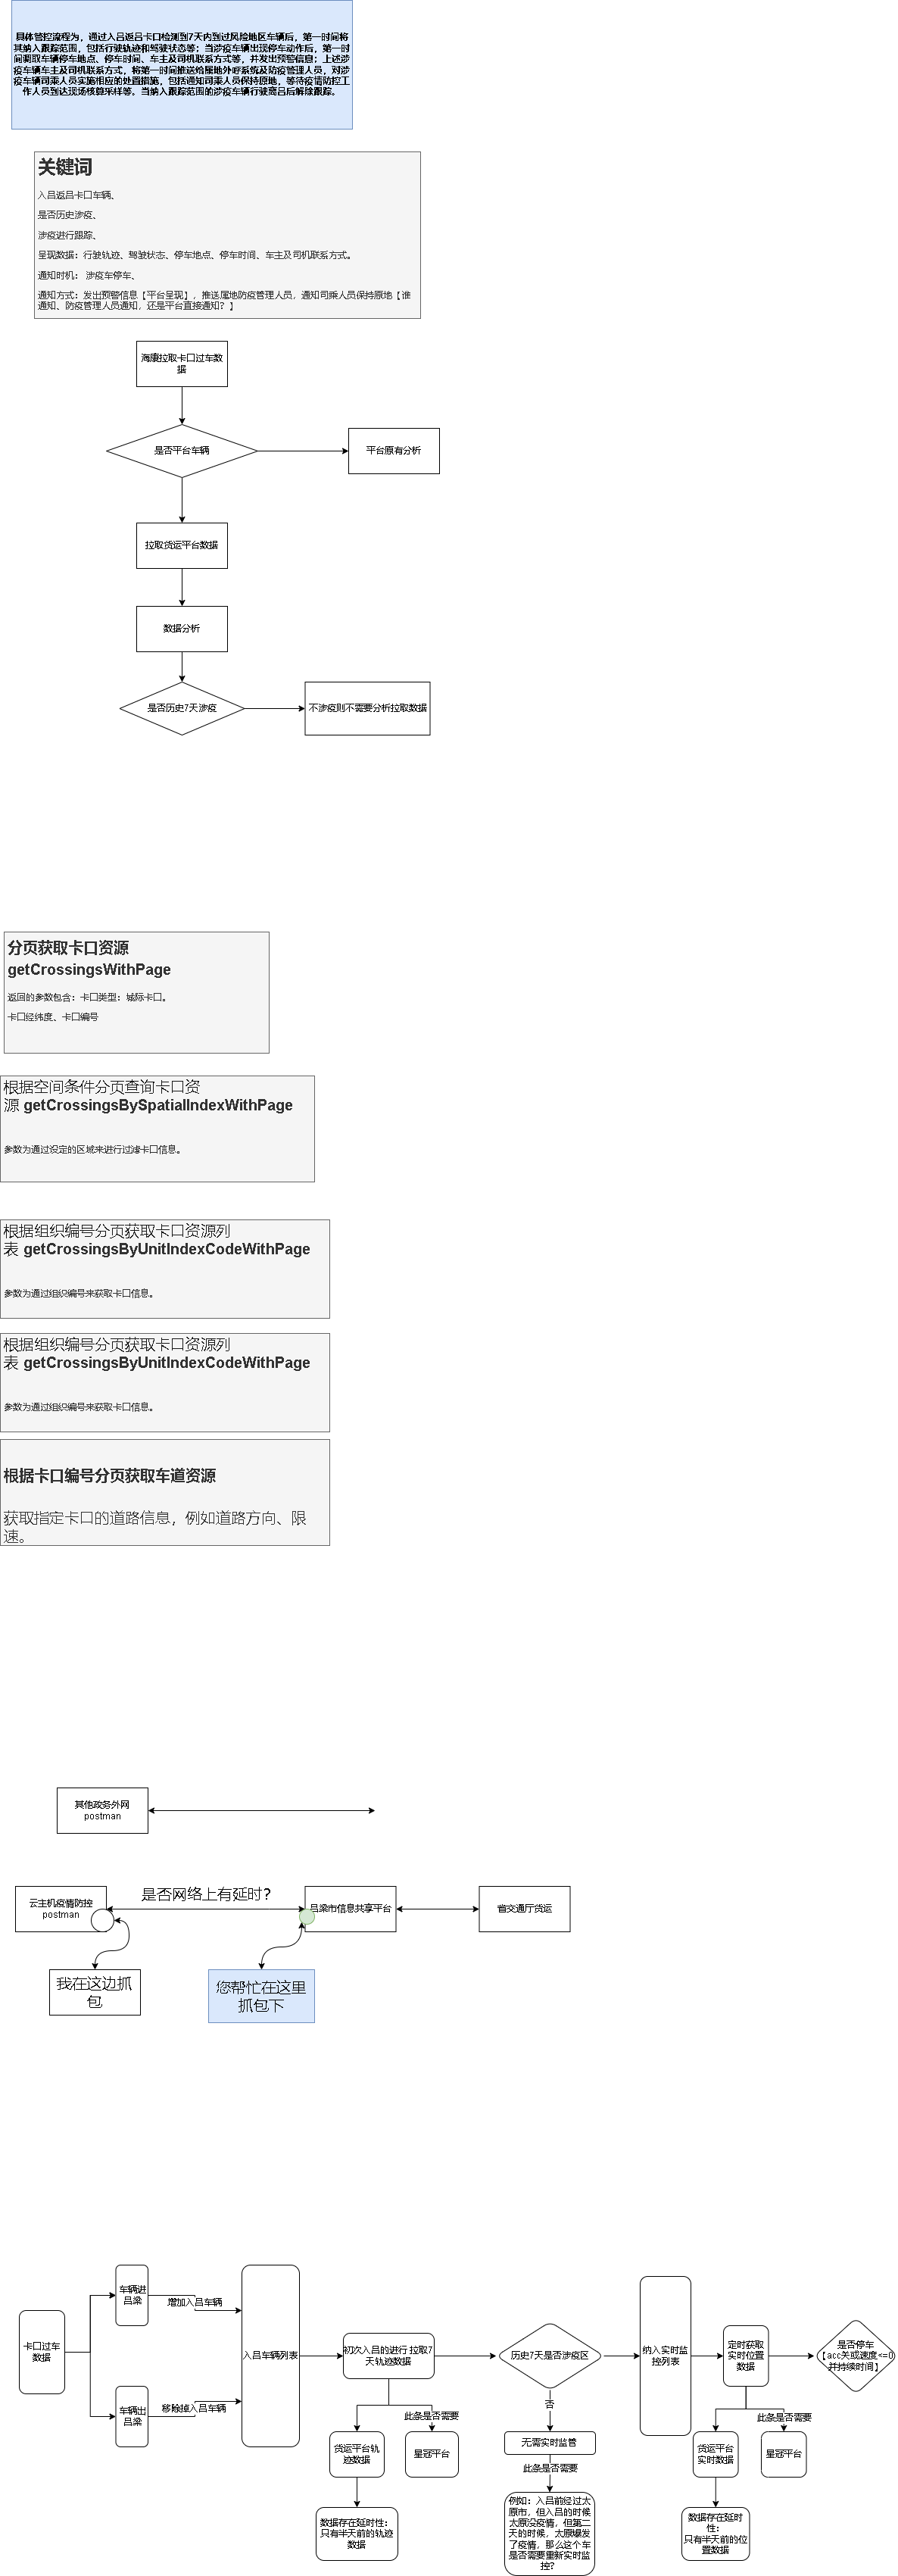 具体管控流程为，通过入吕返吕卡口检测到7天内到过风险地区车辆后，第一时间将
其纳入跟踪范围，包括行驶轨迹和驾驶状态等；当涉疫车辆出现停车动作后，第一时
间调取车辆停车地点、停车时间、车主及司机联系方式等，并发出预警信息；上述涉
疫车辆车主及司机联系方式，将第一时间推送给属地外呼系统及防疫管理人员，对涉
疫车辆司乘人员实施相应的处置措施，包括通知司乘人员保持原地，等待疫情防控工
作人员到达现场核酸采样等。当纳入跟踪范围的涉疫车辆行驶离吕后解除跟踪。
关键词
入吕返吕卡口车辆、
是否历史涉疫、
涉疫进行跟踪、
呈现数据：行驶轨迹、驾驶状态、停车地点、停车时间、车主及司机联系方式。
通知时机： 涉疫车停车、
通知方式：发出预警信息【平台呈现】，推送属地防疫管理人员，通知司乘人员保持原地【谁
通知、防疫管理人员通知，还是平台直接通知？】
海康拉取卡口过车数
据
是否平台车辆
平台原有分析
拉取货运平台数据
数据分析
是否历史7天涉疫
不涉疫则不需要分析拉取数据
分页获取卡口资源
getCrossingsWithPage
返回的参数包含：卡口类型：城际卡口。
卡口经纬度、卡口编号
根据空间条件分页查询卡口资
源 getCrossingsBySpatialIndexWithPage
参数为通过设定的区域来进行过滤卡口信息。
根据组织编号分页获取卡口资源列
表 getCrossingsByUnitIndexCodeWithPage
参数为通过组织编号来获取卡口信息。
根据组织编号分页获取卡口资源列
表 getCrossingsByUnitIndexCodeWithPage
参数为通过组织编号来获取卡口信息。
根据卡口编号分页获取车道资源
获取指定卡口的道路信息，例如道路方向、限
速。
其他政务外网
postman
云主机疫情防控
postman
是否网络上有延时？
吕梁市信息共享平台
省交通厅货运
我在这边抓
包
您帮忙在这里
抓包下
卡口过车
数据
车辆进
吕梁
增加入吕车辆
车辆出
吕梁
移除掉入吕车辆
入吕车辆列表
初次入吕的进行 拉取7
天轨迹数据
此条是否需要
货运平台轨
迹数据
星冠平台
数据存在延时性：
只有半天前的轨迹
数据
历史7天是否涉疫区
否
无需实时监管
此条是否需要
例如：入吕前经过太
原市，但入吕的时候
太原没疫情，但第二
天的时候，太原爆发
了疫情，那么这个车
是否需要重新实时监
控？
纳入实时监
控列表
定时获取
实时位置
数据
此条是否需要
货运平台
实时数据
星冠平台
数据存在延时
性：
只有半天前的位
置数据
是否停车
【acc关或速度<=0
并持续时间】